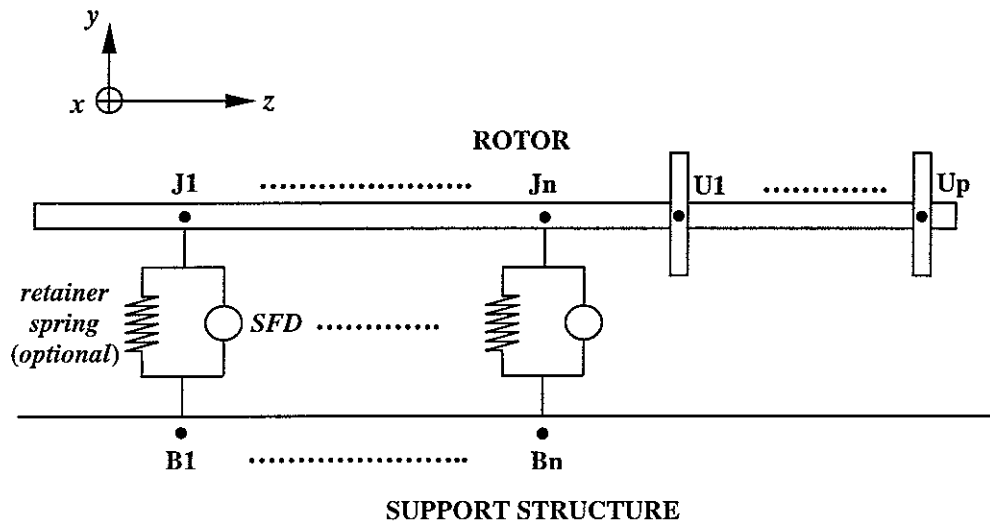 y
x
z
ROTOR
J1 ..................... Jn U1 ............ Up
retainer
spring
(optional)
SFD ............
B1 ..................... Bn
SUPPORT STRUCTURE